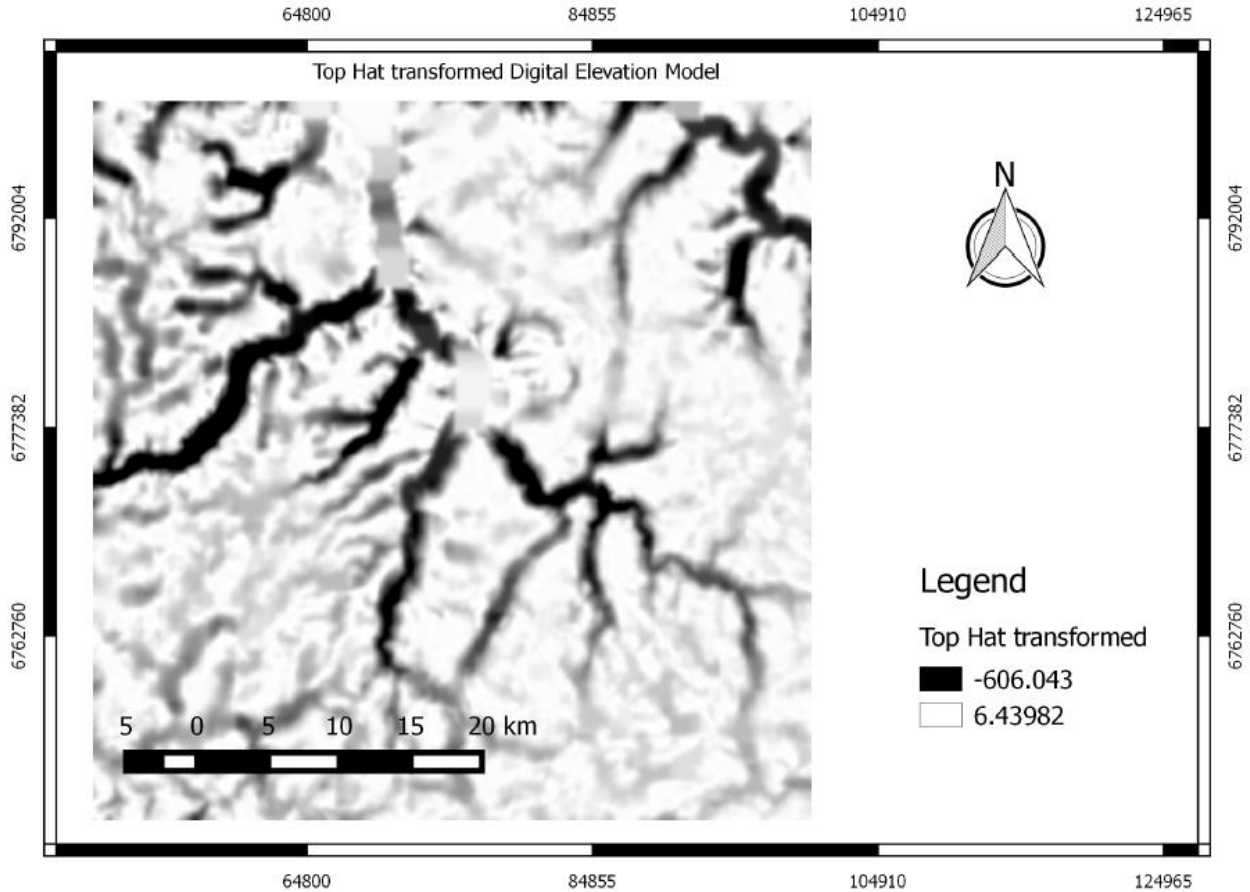 64800 84855 104910 124965
Top Hat transformed Digital Elevation Model
N
6792004 6792004
6777382 6777382
Legend
6762760 6762760
Top Hat transformed
-606.043
6.43982
5 0 5 10 15 20 km
64800 84855 104910 124965